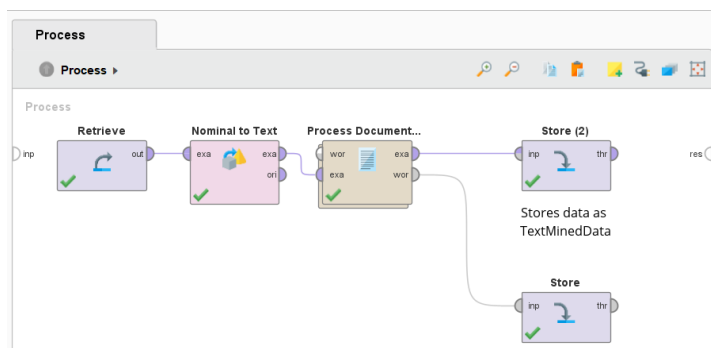 Process
Process
Process
inp
Retrieve
out
Nominal to Text
exa
exa
ori
Process Document...
wor
exa
exa
wor
Store (2)
inp
thr
res
Stores data as
TextMinedData
Store
inp
thr